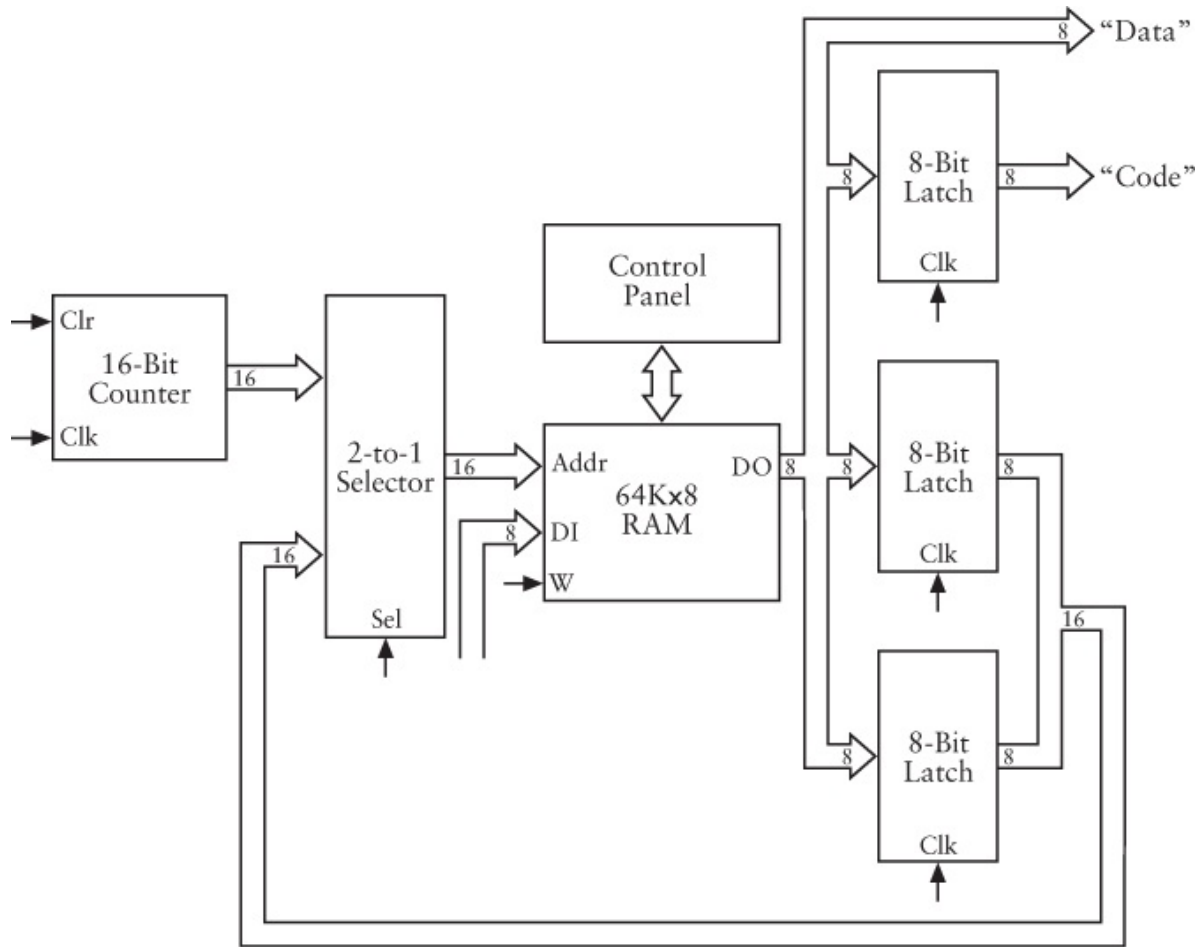 8
“Data”
8-Bit
Latch
8
8
“Code”
Clk
Control
Panel
Clr
16-Bit
Counter
Clk
16
2-to-1
Selector
16
16
Sel
Addr
DO
64Kx8
RAM
DI
8
W
8
8
8-Bit
Latch
8
Clk
16
8
8-Bit
Latch
8
Clk